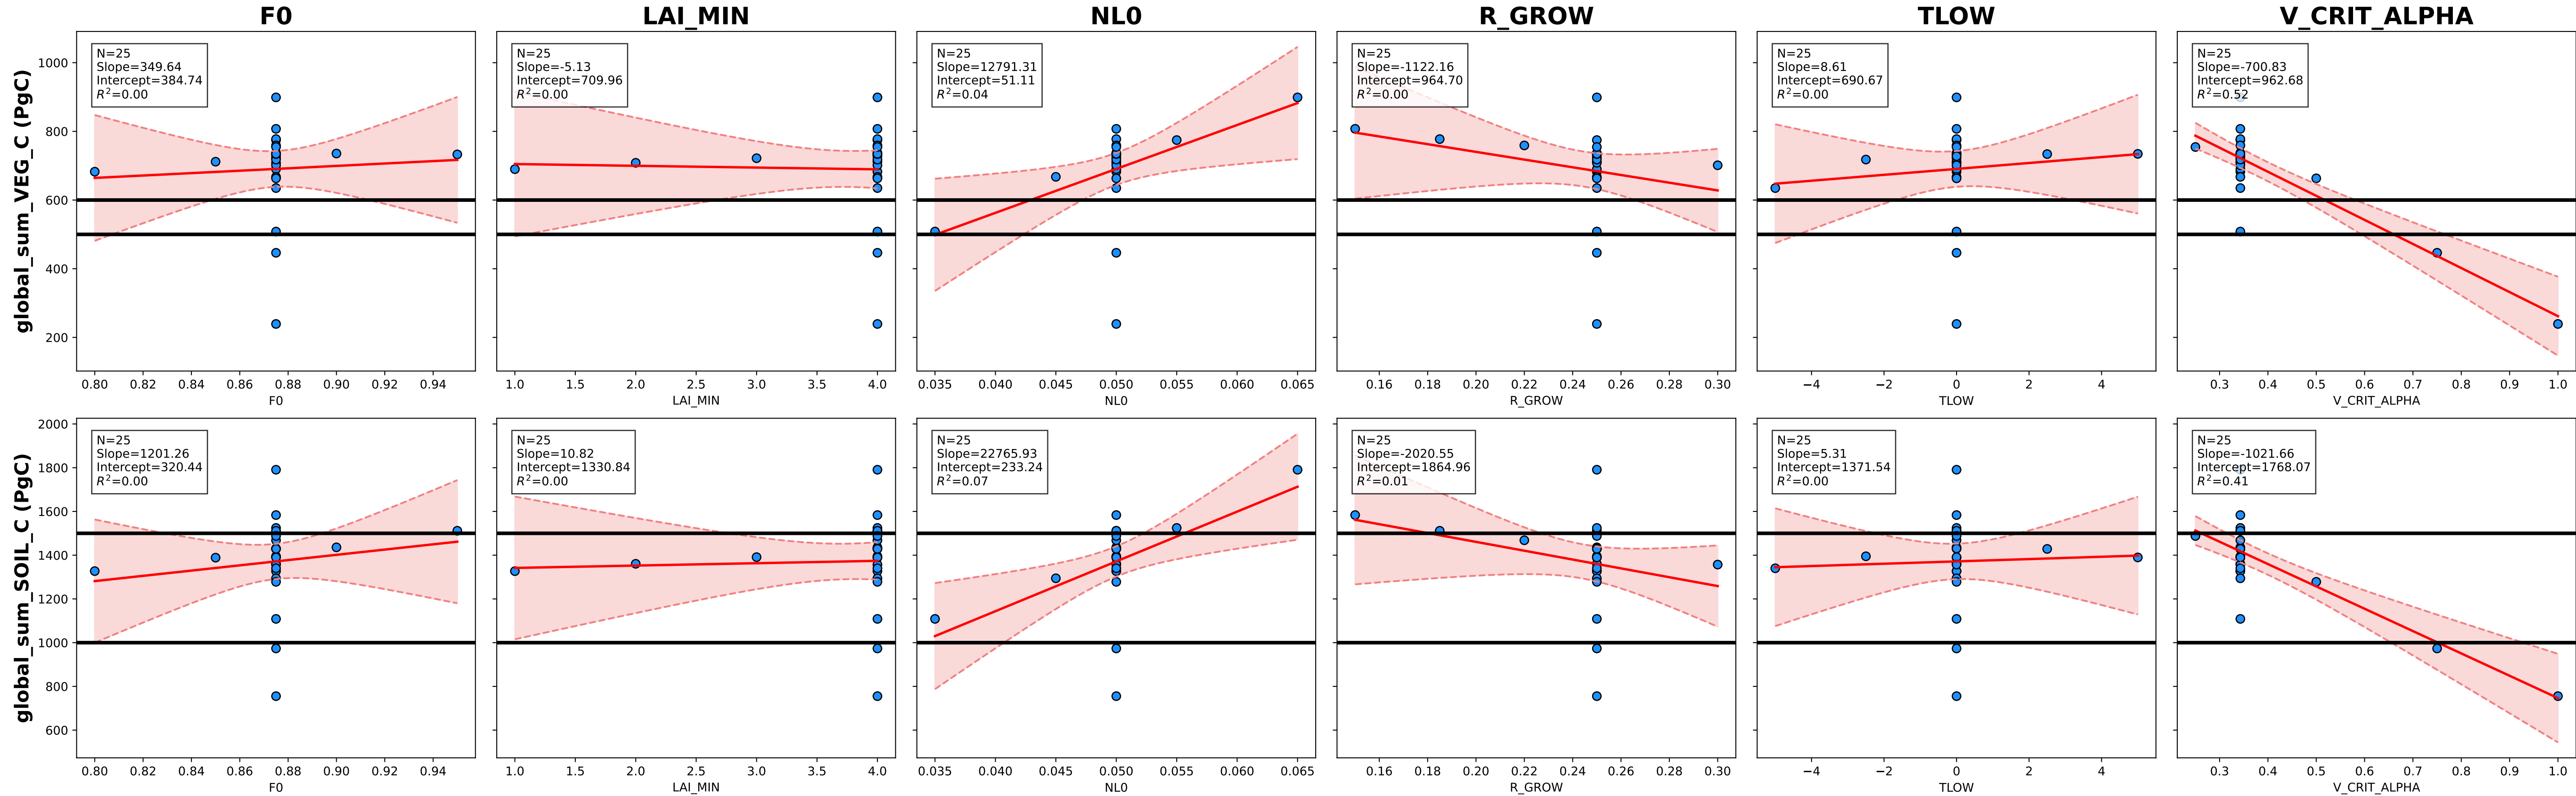 F0 LAI_MIN NL0 R_GROW TLOW V_CRIT_ALPHA
global_sum_VEG_C (PgC)
1000
800
600
400
200
N=25
Slope=349.64
Intercept=384.74
R²=0.00
0.80 0.82 0.84 0.86 0.88 0.90 0.92 0.94
F0
N=25
Slope=-5.13
Intercept=709.96
R²=0.00
1.0 1.5 2.0 2.5 3.0 3.5 4.0
LAI_MIN
N=25
Slope=12791.31
Intercept=51.11
R²=0.04
0.035 0.040 0.045 0.050 0.055 0.060 0.065
NL0
N=25
Slope=-1122.16
Intercept=964.70
R²=0.00
0.16 0.18 0.20 0.22 0.24 0.26 0.28 0.30
R_GROW
N=25
Slope=8.61
Intercept=690.67
R²=0.00
−4 −2 0 2 4
TLOW
N=25
Slope=-700.83
Intercept=962.68
R²=0.52
0.3 0.4 0.5 0.6 0.7 0.8 0.9 1.0
V_CRIT_ALPHA
global_sum_SOIL_C (PgC)
2000
1800
1600
1400
1200
1000
800
600
N=25
Slope=1201.26
Intercept=320.44
R²=0.00
0.80 0.82 0.84 0.86 0.88 0.90 0.92 0.94
F0
N=25
Slope=10.82
Intercept=1330.84
R²=0.00
1.0 1.5 2.0 2.5 3.0 3.5 4.0
LAI_MIN
N=25
Slope=22765.93
Intercept=233.24
R²=0.07
0.035 0.040 0.045 0.050 0.055 0.060 0.065
NL0
N=25
Slope=-2020.55
Intercept=1864.96
R²=0.01
0.16 0.18 0.20 0.22 0.24 0.26 0.28 0.30
R_GROW
N=25
Slope=5.31
Intercept=1371.54
R²=0.00
−4 −2 0 2 4
TLOW
N=25
Slope=-1021.66
Intercept=1768.07
R²=0.41
0.3 0.4 0.5 0.6 0.7 0.8 0.9 1.0
V_CRIT_ALPHA